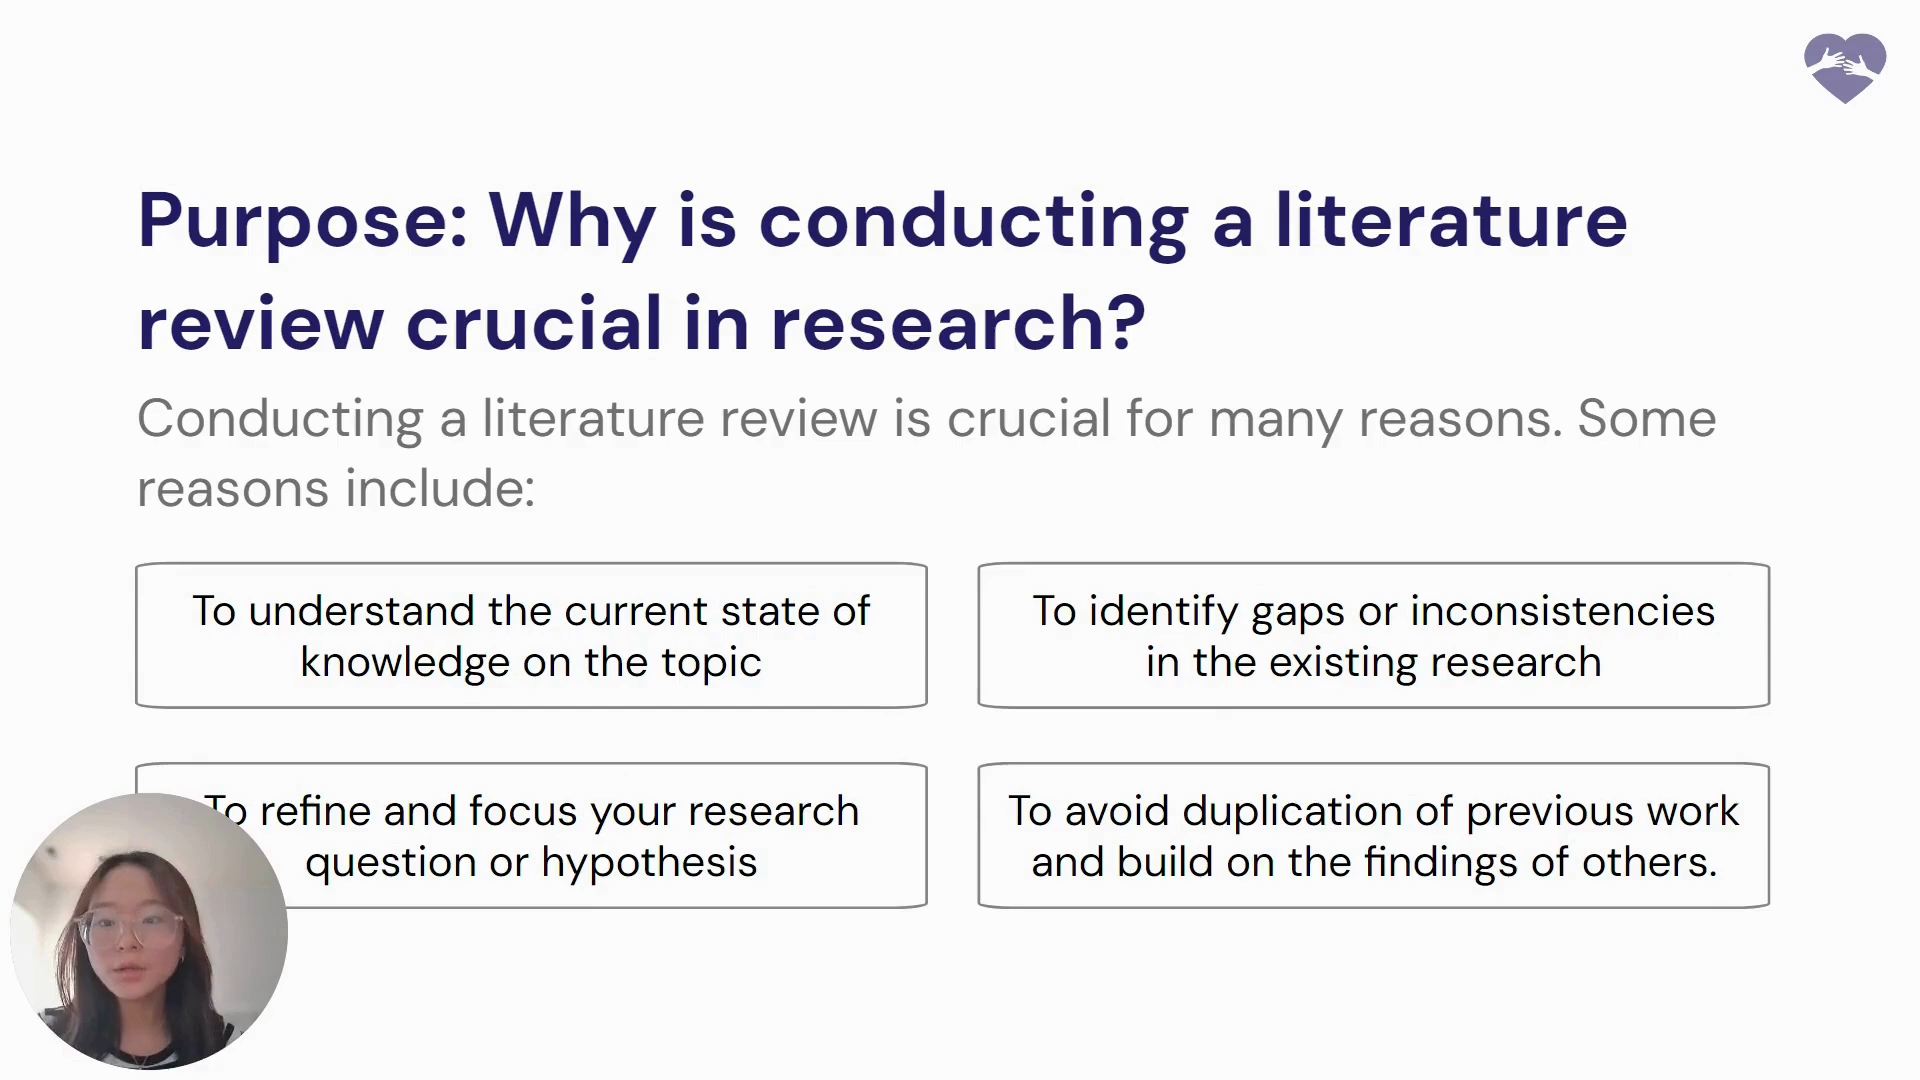 Purpose: Why is conducting a literature
review crucial in research?
Conducting a literature review is crucial for many reasons. Some
reasons include:
To understand the current state of
knowledge on the topic
To identify gaps or inconsistencies
in the existing research
To refine and focus your research
question or hypothesis
To avoid duplication of previous work
and build on the findings of others.